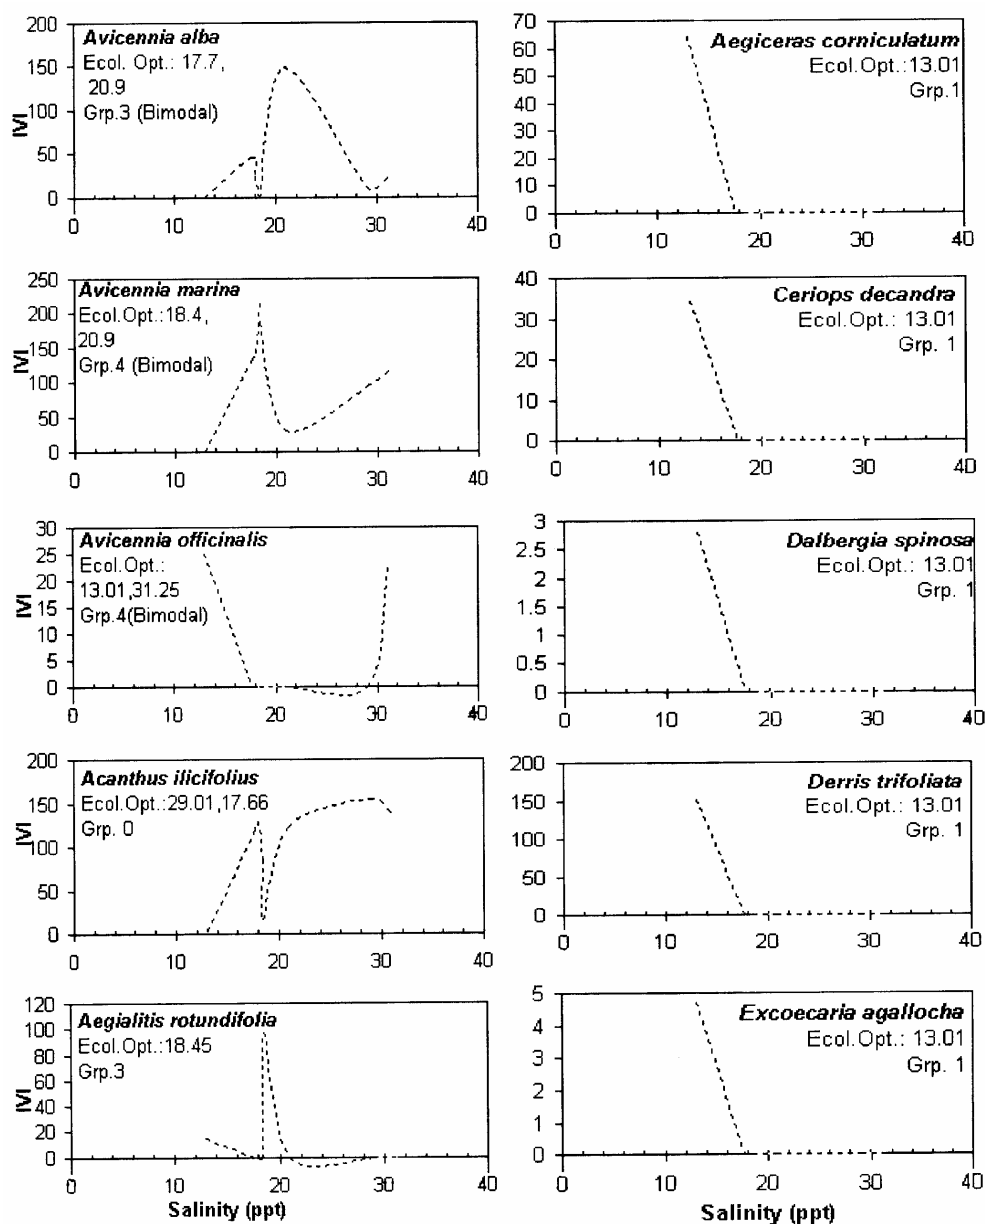 200
150
100
50
0
IVI
Avicennia alba
Ecol. Opt.: 17.7,
20.9
Grp.3 (Bimodal)
0 10 20 30 40
70
60
50
40
30
20
10
0
Aegiceras corniculatum
Ecol.Opt.:13.01
Grp.1
0 10 20 30 40
250
200
150
100
50
0
IVI
Avicennia marina
Ecol.Opt.:18.4,
20.9
Grp.4 (Bimodal)
0 10 20 30 40
40
30
20
10
0
Ceriops decandra
Ecol.Opt.: 13.01
Grp. 1
0 10 20 30 40
30
25
20
15
10
5
0
IVI
Avicennia officinalis
Ecol.Opt.:
13.01,31.25
Grp.4(Bimodal)
0 10 20 30 40
3
2.5
2
1.5
1
0.5
0
Dalbergia spinosa
Ecol.Opt.: 13.01
Grp. 1
0 10 20 30 40
200
150
100
50
0
IVI
Acanthus ilicifolius
Ecol.Opt.:29.01,17.66
Grp. 0
0 10 20 30 40
200
150
100
50
0
Derris trifoliata
Ecol.Opt.: 13.01
Grp. 1
0 10 20 30 40
120
100
80
60
40
20
0
IVI
Aegialitis rotundifolia
Ecol.Opt.:18.45
Grp.3
0 10 20 30 40
Salinity (ppt)
5
4
3
2
1
0
Excoecaria agallocha
Ecol.Opt.: 13.01
Grp. 1
0 10 20 30 40
Salinity (ppt)